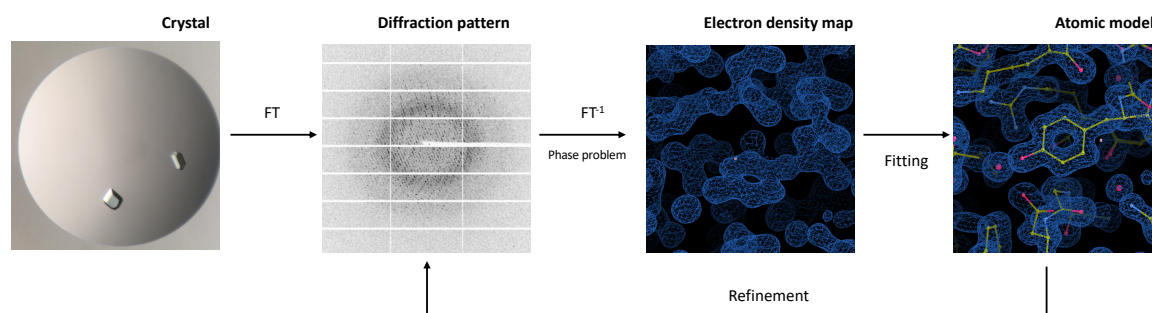 Crystal
Diffraction pattern
Electron density map
Atomic model
FT
FT⁻¹
Phase problem
Fitting
Refinement